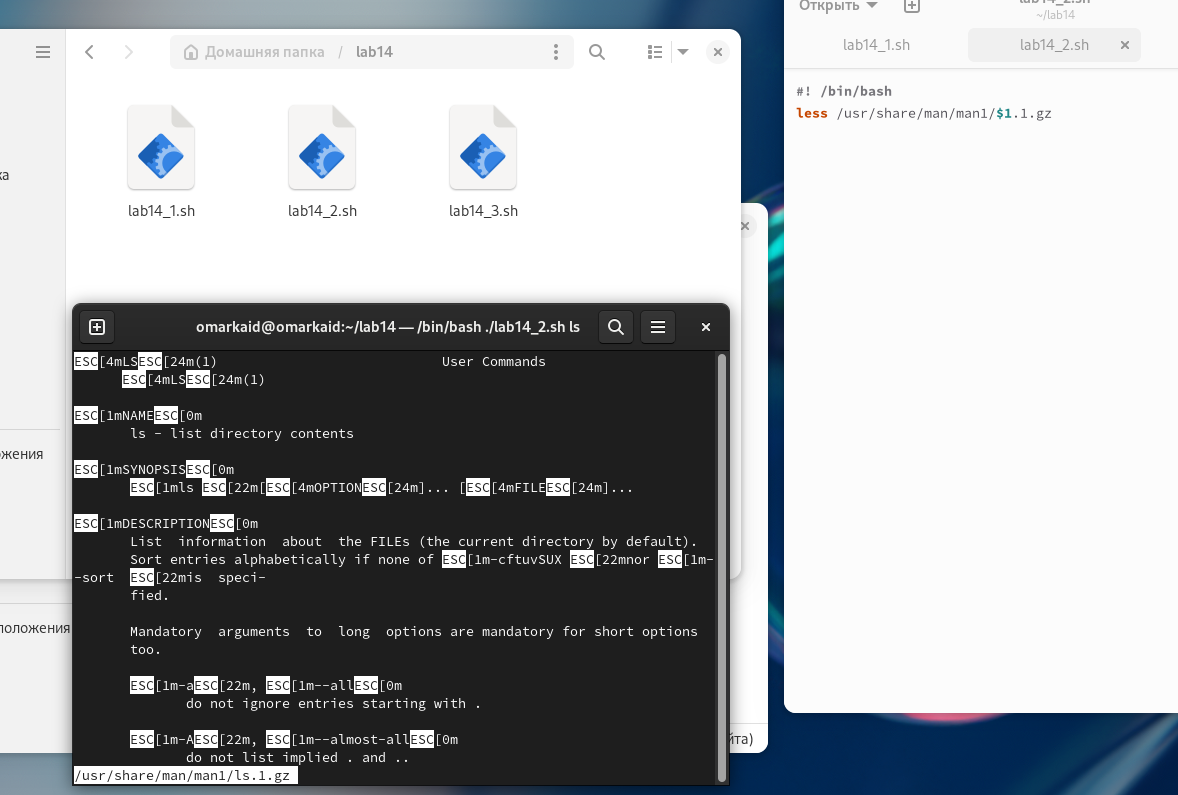 Домашняя папка / lab14
lab14_1.sh
lab14_2.sh
lab14_3.sh
ка
жения
положения
йта)
Открыть
lab14_2.sh
~/lab14
lab14_1.sh
lab14_2.sh
#! /bin/bash
less /usr/share/man/man1/$1.1.gz
omarkaid@omarkaid:~/lab14 — /bin/bash ./lab14_2.sh ls
ESC[4mLSESC[24m(1) User Commands
ESC[4mLSESC[24m(1)
ESC[1mNAMEESC[0m
ls - list directory contents
ESC[1mSYNOPSISESC[0m
ESC[1mls ESC[22m[ESC[4mOPTIONESC[24m]... [ESC[4mFILEESC[24m]...
ESC[1mDESCRIPTIONESC[0m
List information about the FILEs (the current directory by default).
Sort entries alphabetically if none of ESC[1m-cftuvSUX ESC[22mnor ESC[1m-
-sort ESC[22mis speci-
fied.
Mandatory arguments to long options are mandatory for short options
too.
ESC[1m-aESC[22m, ESC[1m--allESC[0m
do not ignore entries starting with .
ESC[1m-AESC[22m, ESC[1m--almost-allESC[0m
do not list implied . and ..
/usr/share/man/man1/ls.1.gz